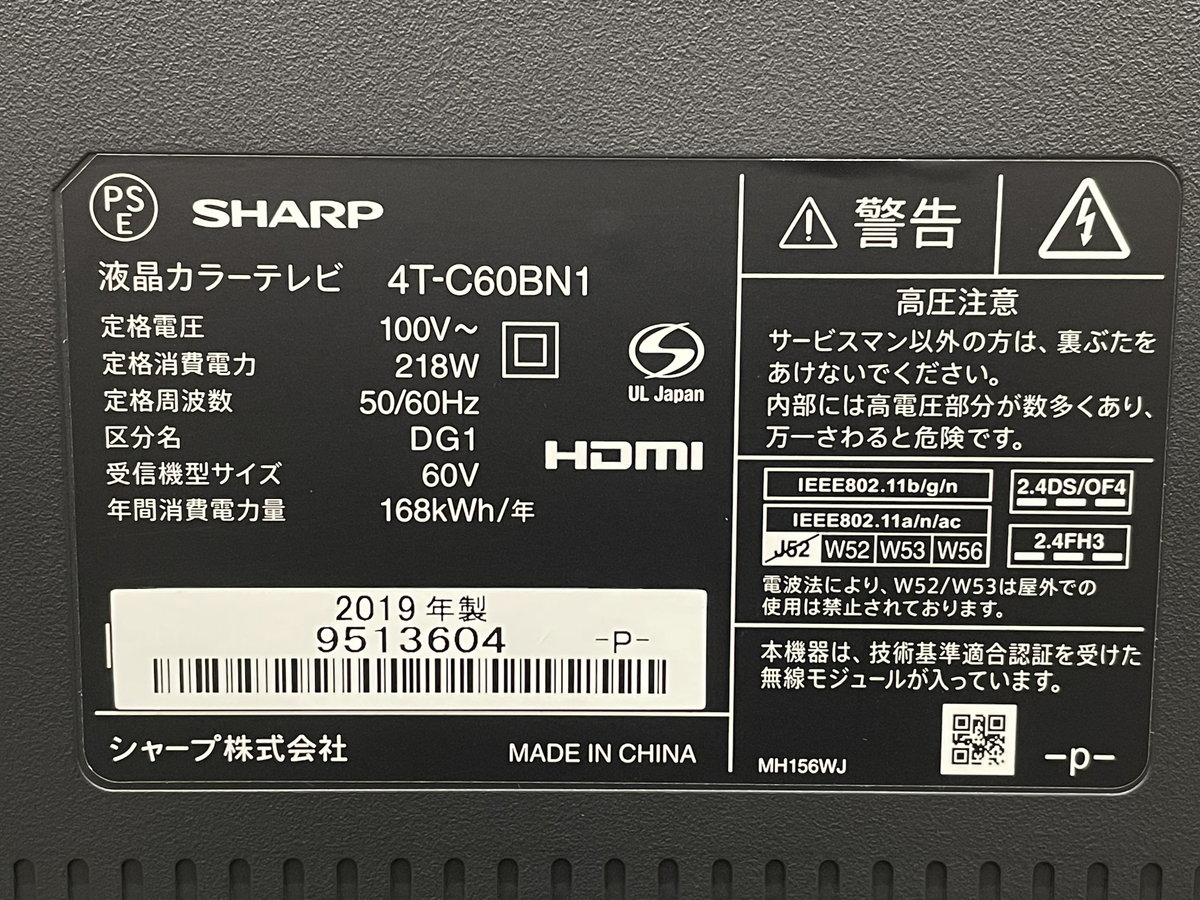 PS
E
SHARP
液晶カラーテレビ 4T-C60BN1
定格電圧 100V～
定格消費電力 218W
定格周波数 50/60Hz
区分名 DG1
受信機型サイズ 60V
年間消費電力量 168kWh/年
UL Japan
HDMI
2019年製
9513604 -P-
シャープ株式会社 MADE IN CHINA
警告
高圧注意
サービスマン以外の方は、裏ぶたを
あけないでください。
内部には高電圧部分が数多くあり、
万一さわると危険です。
IEEE802.11b/g/n
IEEE802.11a/n/ac
J52 W52 W53 W56
2.4DS/OF4
2.4FH3
電波法により、W52/W53は屋外での
使用は禁止されております。
本機器は、技術基準適合認証を受けた
無線モジュールが入っています。
MH156WJ -p-